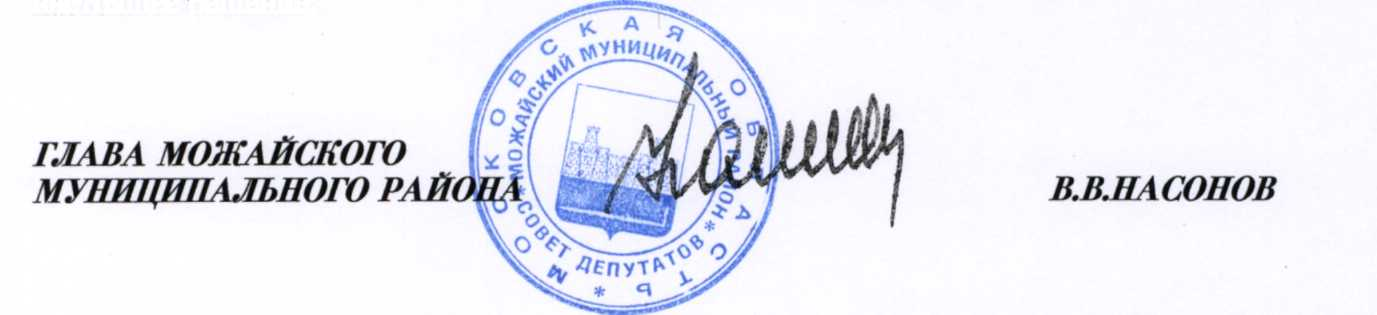 ГЛАВА МОЖАЙСКОГО
МУНИЦИПАЛЬНОГО РАЙОНА
В.В.НАСОНОВ
МОСКОВСКАЯ ОБЛАСТЬ *
* МОЖАЙСКИЙ МУНИЦИПАЛЬНЫЙ РАЙОН *
СОВЕТ ДЕПУТАТОВ